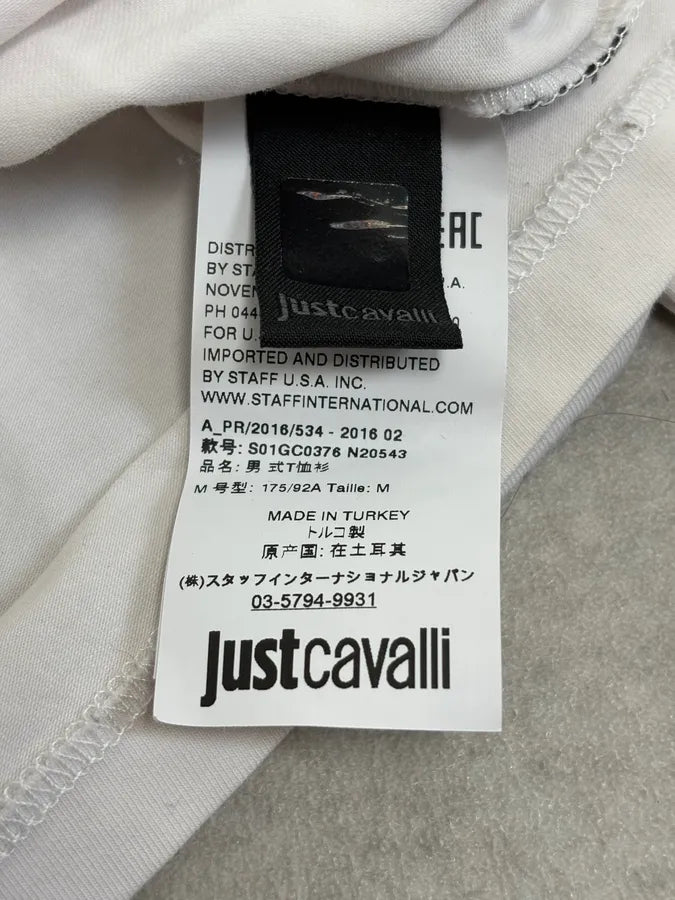 EAC
DISTR
BY STA V.A.
NOVEN
PH 044
FOR U.
justcavalli
IMPORTED AND DISTRIBUTED
BY STAFF U.S.A. INC.
WWW.STAFFINTERNATIONAL.COM
A_PR/2016/534 - 2016 02
款号: S01GC0376 N20543
品名: 男 式T恤衫
M 号型: 175/92A Taille: M
MADE IN TURKEY
トルコ製
原产国: 在土耳其
(株)スタッフインターナショナルジャパン
03-5794-9931
justcavalli